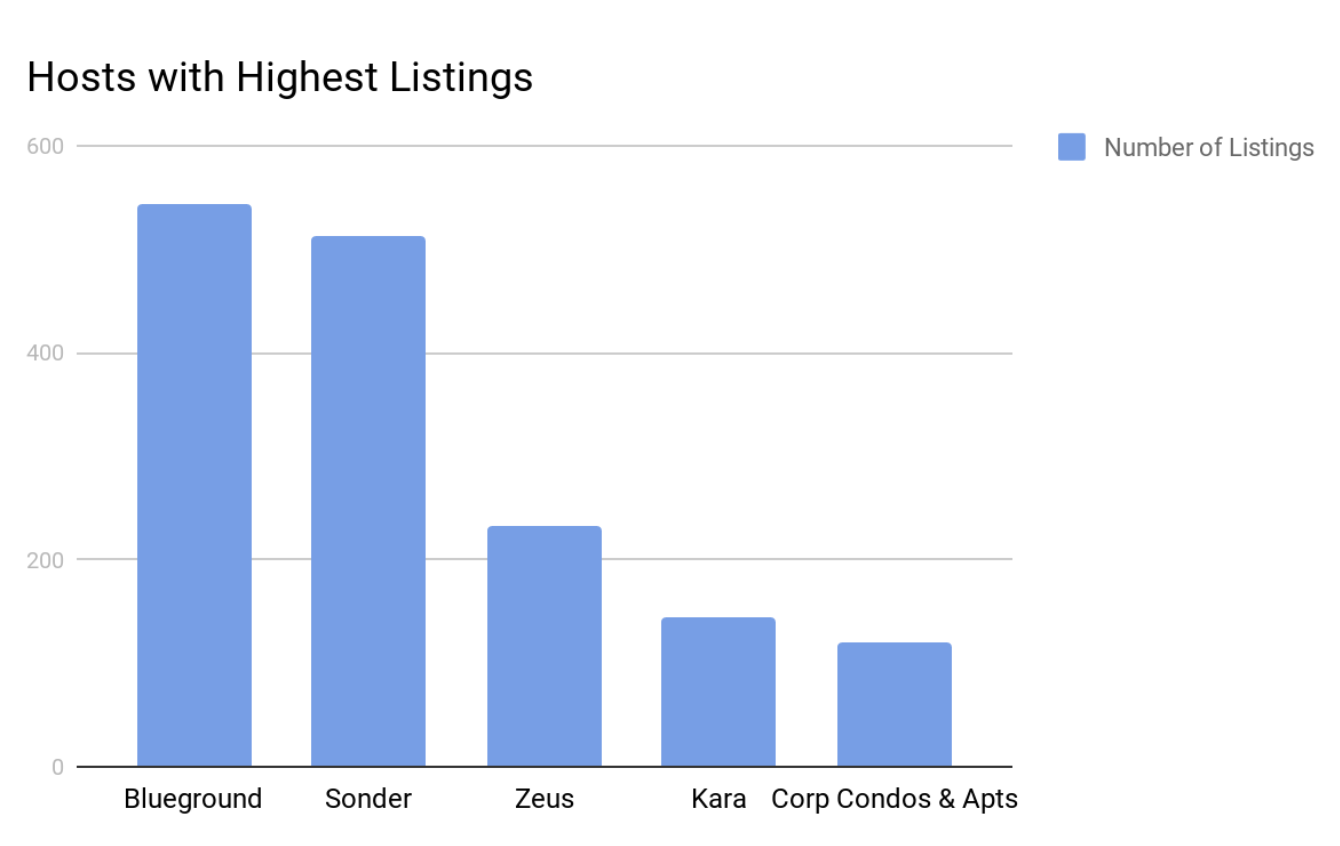 Hosts with Highest Listings
600
Number of Listings
400
200
0
Blueground Sonder Zeus Kara Corp Condos & Apts